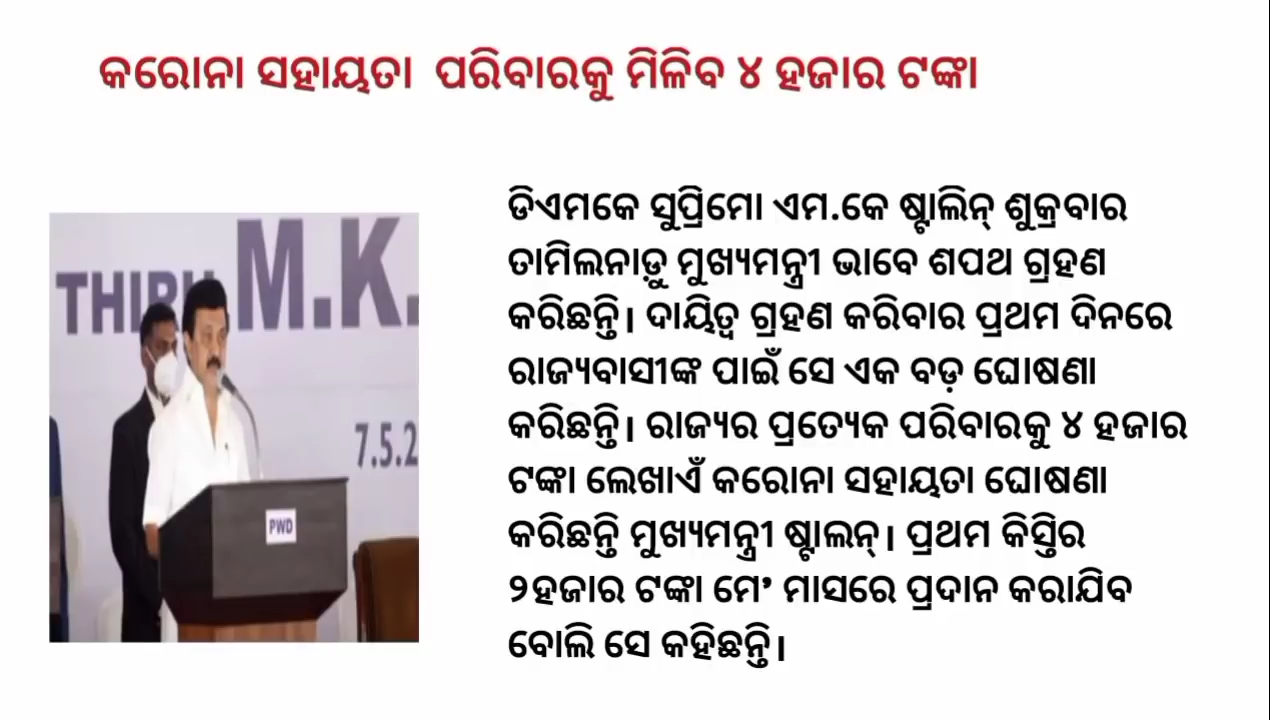 କରୋନା ସହାୟତା ପରିବାରକୁ ମିଳିବ ୪ ହଜାର ଟଙ୍କା
ଡିଏମକେ ସୁପ୍ରିମୋ ଏମ.କେ ଷ୍ଟାଲିନ୍ ଶୁକ୍ରବାର
ତାମିଲନାଡୁ ମୁଖ୍ୟମନ୍ତ୍ରୀ ଭାବେ ଶପଥ ଗ୍ରହଣ
କରିଛନ୍ତି। ଦାୟିତ୍ୱ ଗ୍ରହଣ କରିବାର ପ୍ରଥମ ଦିନରେ
ରାଜ୍ୟବାସୀଙ୍କ ପାଇଁ ସେ ଏକ ବଡ଼ ଘୋଷଣା
କରିଛନ୍ତି। ରାଜ୍ୟର ପ୍ରତ୍ୟେକ ପରିବାରକୁ ୪ ହଜାର
ଟଙ୍କା ଲେଖାଏଁ କରୋନା ସହାୟତା ଘୋଷଣା
କରିଛନ୍ତି ମୁଖ୍ୟମନ୍ତ୍ରୀ ଷ୍ଟାଲନ୍। ପ୍ରଥମ କିସ୍ତିର
୨ହଜାର ଟଙ୍କା ମେ’ ମାସରେ ପ୍ରଦାନ କରାଯିବ
ବୋଲି ସେ କହିଛନ୍ତି।
M.K.
7.5.2
PWD